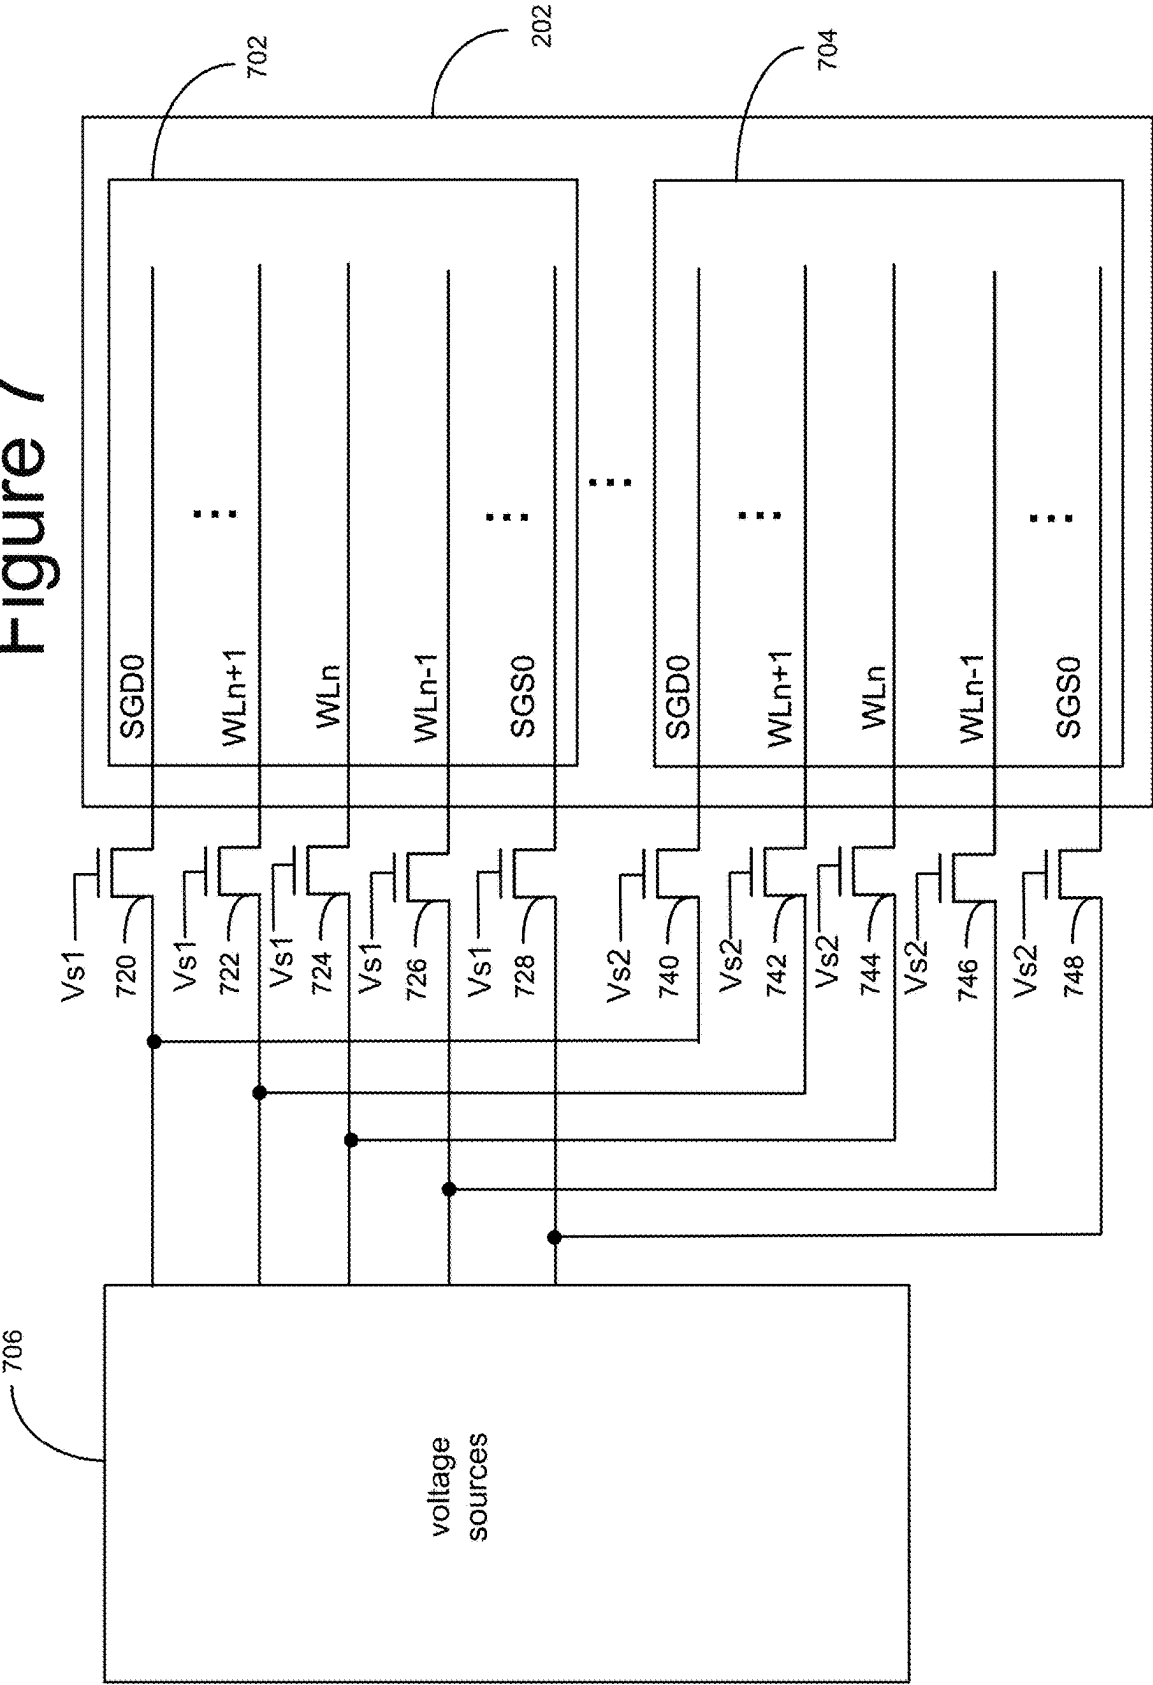 Figure 7
706
voltage
sources
Vs1
720
Vs1
722
Vs1
724
Vs1
726
Vs1
728
Vs2
740
Vs2
742
Vs2
744
Vs2
746
Vs2
748
SGD0
WLn+1
WLn
WLn-1
SGS0
SGD0
WLn+1
WLn
WLn-1
SGS0
702
202
704